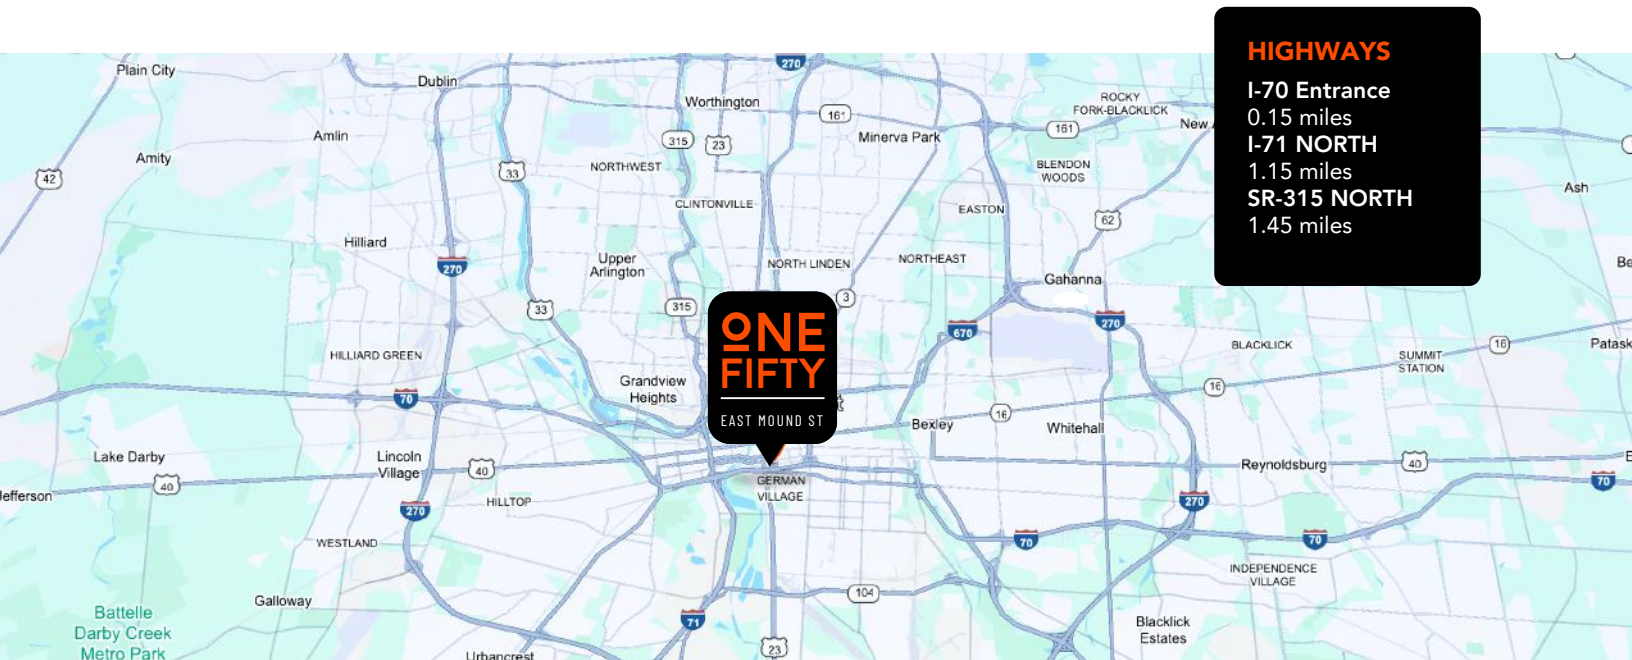 HIGHWAYS
I-70 Entrance
0.15 miles
I-71 NORTH
1.15 miles
SR-315 NORTH
1.45 miles
270
Plain City
Dublin
Worthington
161
ROCKY
FORK-BLACKLICK
161
New
Amlin
315
23
Minerva Park
Amity
NORTHWEST
BLENDON
WOODS
42
33
Ash
CLINTONVILLE
EASTON
62
Hilliard
270
Upper
Arlington
NORTH LINDEN
NORTHEAST
Gahanna
Be
33
315
3
ONE
FIFTY
EAST MOUND ST
670
270
HILLIARD GREEN
BLACKLICK
SUMMIT
STATION
16
Patask
Grandview
Heights
16
70
16
Bexley
Whitehall
Lake Darby
Lincoln
Village
40
40
Reynoldsburg
40
Jefferson
HILLTOP
GERMAN
VILLAGE
70
270
270
WESTLAND
70
70
INDEPENDENCE
VILLAGE
Galloway
104
Battelle
Darby Creek
Metro Park
71
Blacklick
Estates
23
Urbancrest